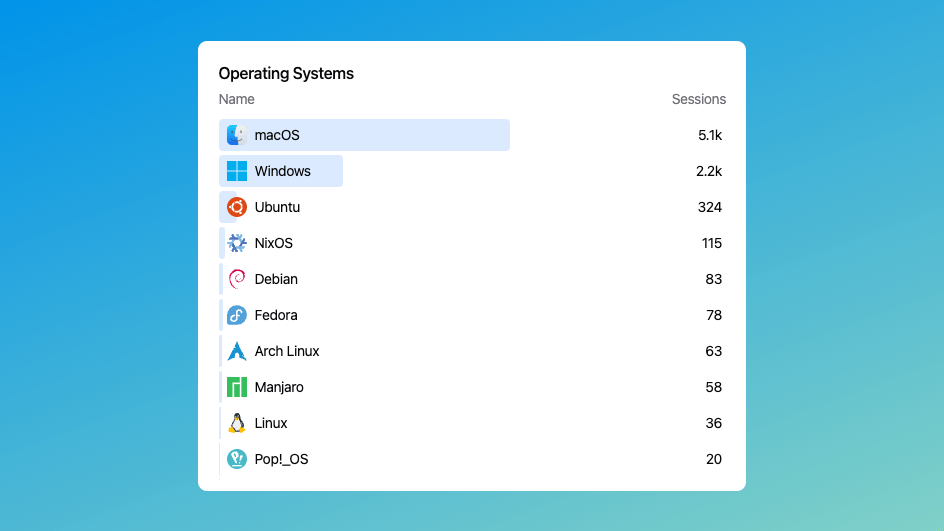 Operating Systems
Name Sessions
macOS 5.1k
Windows 2.2k
Ubuntu 324
NixOS 115
Debian 83
Fedora 78
Arch Linux 63
Manjaro 58
Linux 36
Pop!_OS 20